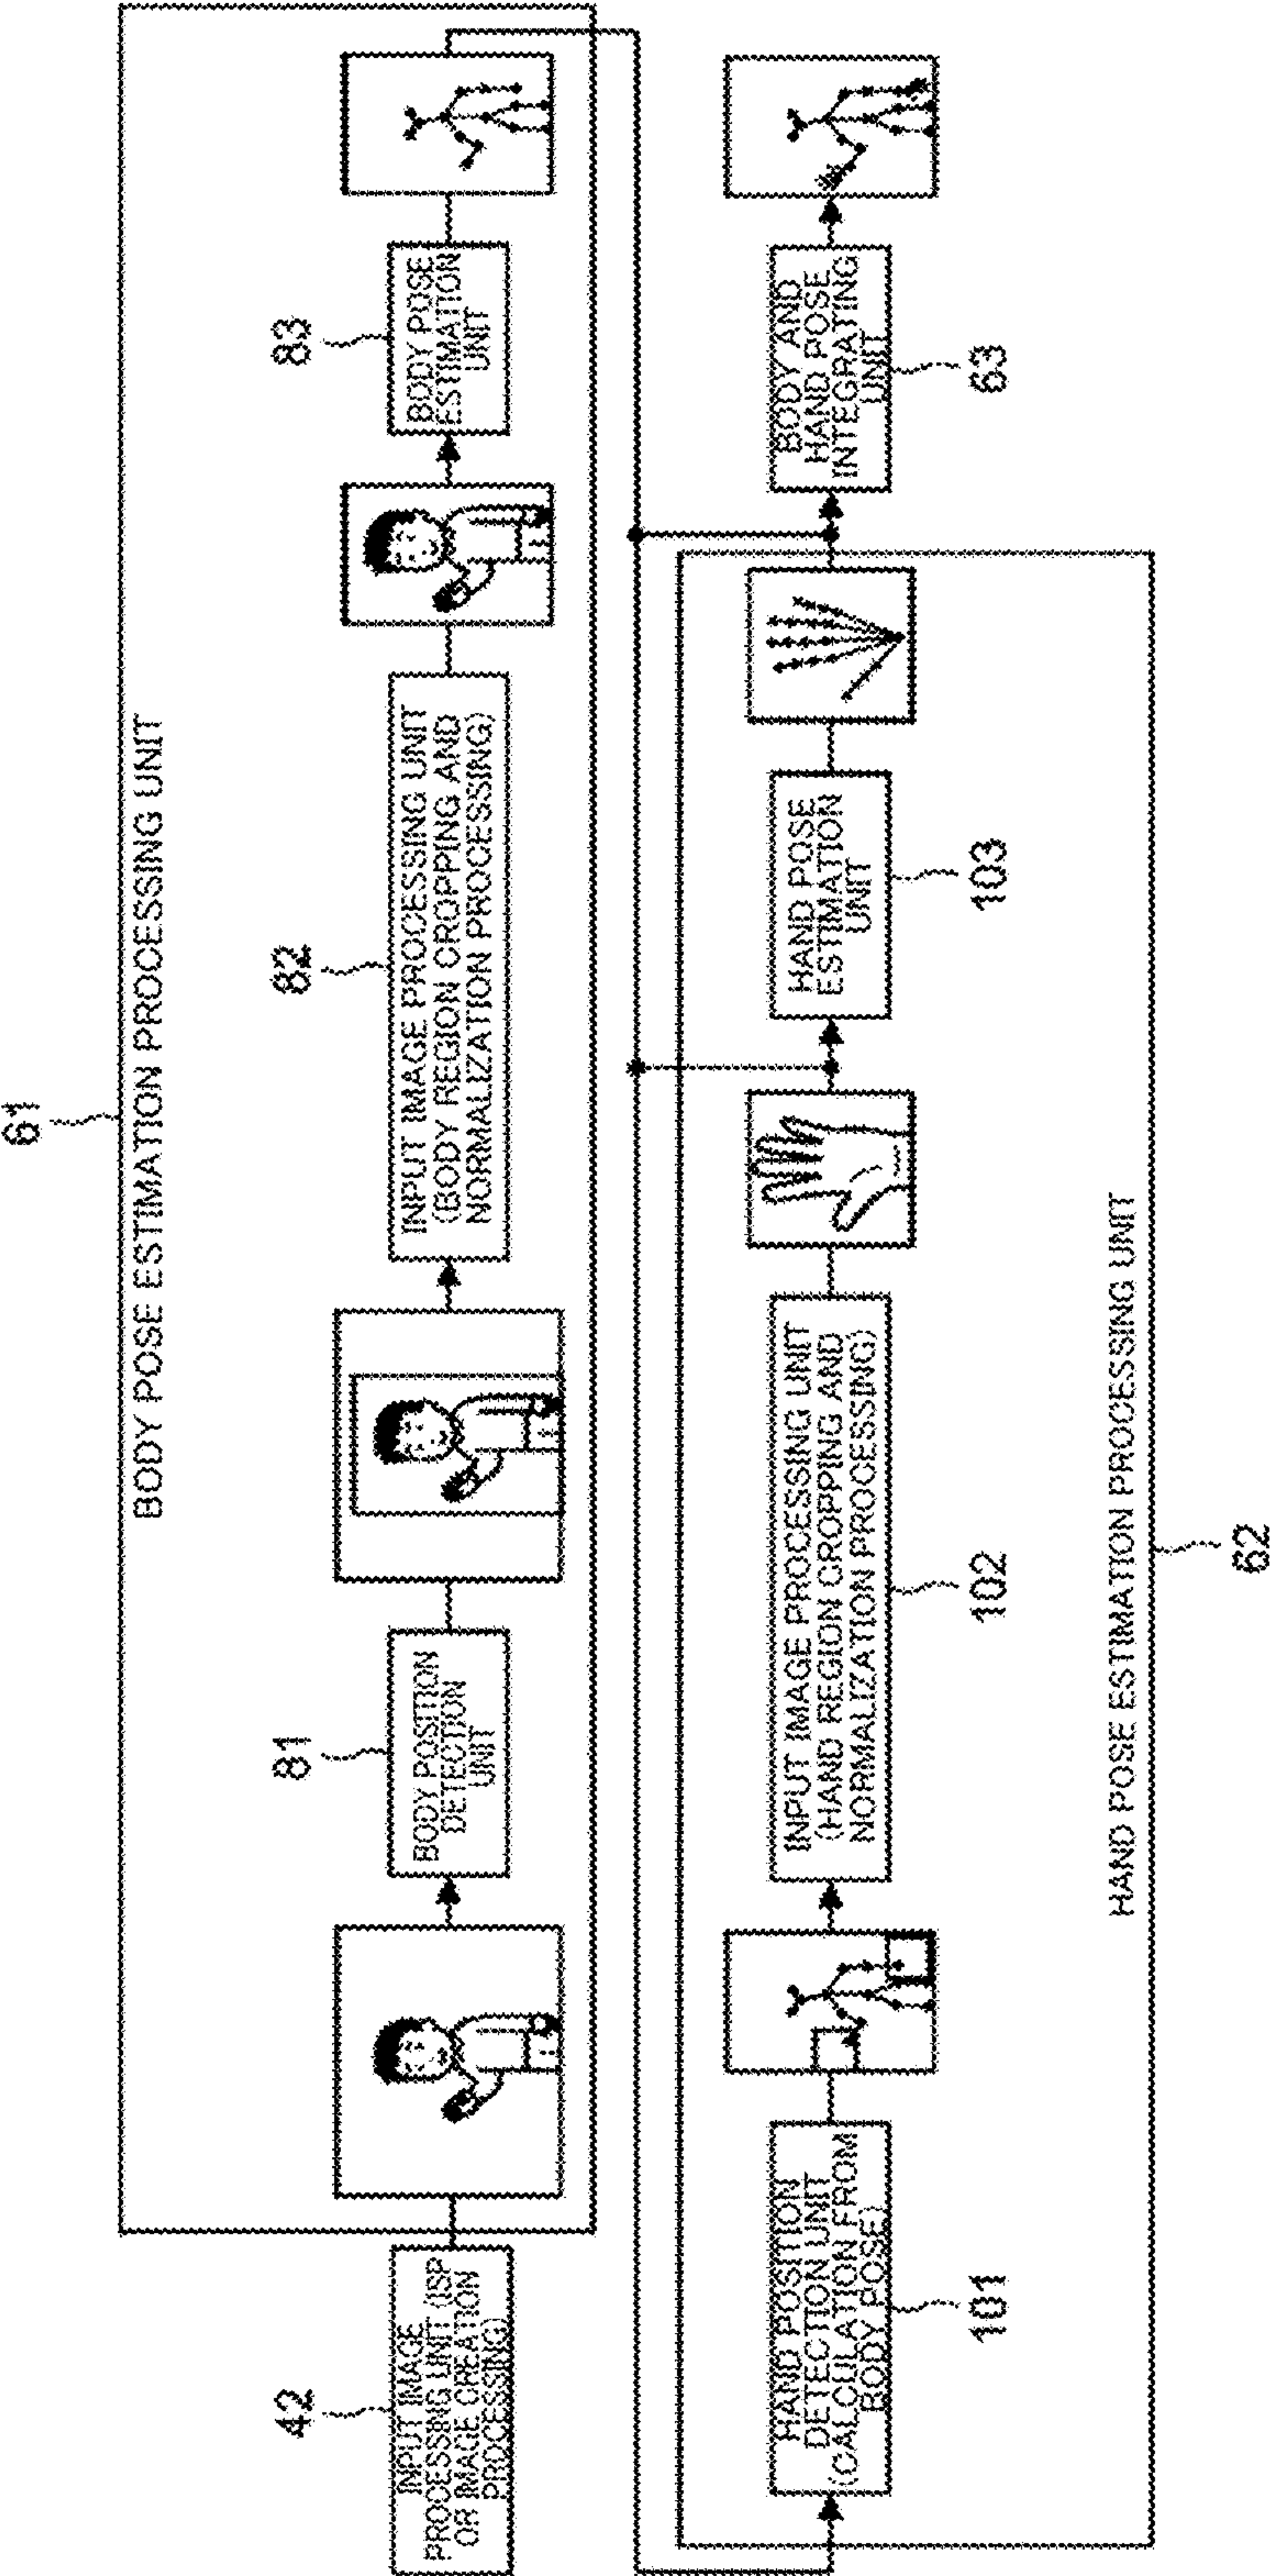 61
BODY POSE ESTIMATION PROCESSING UNIT
42
INPUT IMAGE
PROCESSING UNIT (ISP
OR IMAGE CREATION
PROCESSING)
81
BODY POSITION
DETECTION
UNIT
82
INPUT IMAGE PROCESSING UNIT
(BODY REGION CROPPING AND
NORMALIZATION PROCESSING)
83
BODY POSE
ESTIMATION
UNIT
HAND POSITION
DETECTION UNIT
(CALCULATION FROM
BODY POSE)
101
INPUT IMAGE PROCESSING UNIT
(HAND REGION CROPPING AND
NORMALIZATION PROCESSING)
102
HAND POSE
ESTIMATION
UNIT
103
BODY AND
HAND POSE
INTEGRATING
UNIT
63
HAND POSE ESTIMATION PROCESSING UNIT
62